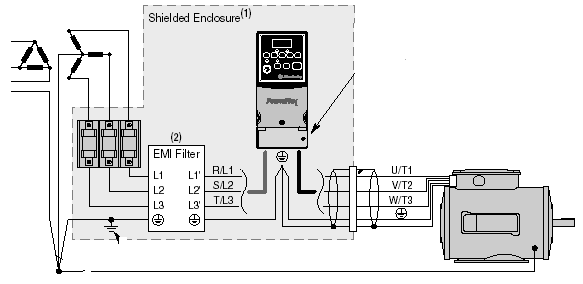 Shielded Enclosure(1)
PowerFlex
(2)
EMI Filter
L1 L1' R/L1 U/T1
L2 L2' S/L2 V/T2
L3 L3' T/L3 W/T3